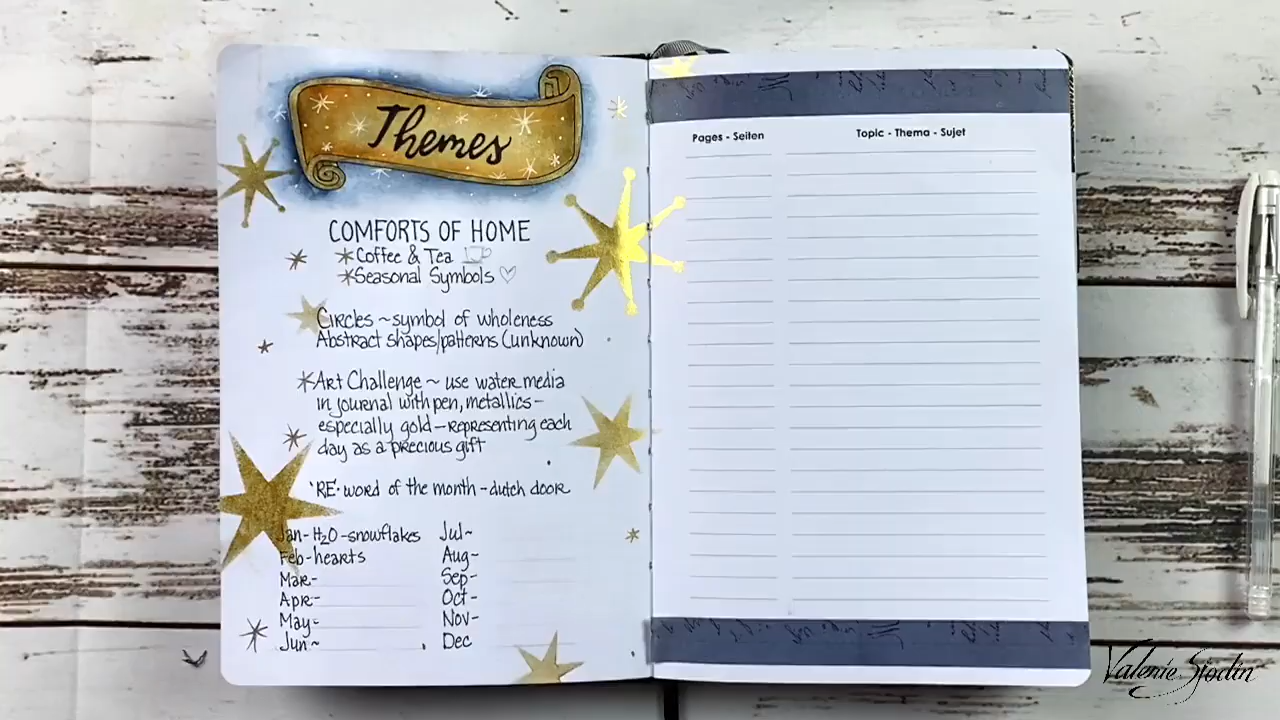 Themes
COMFORTS OF HOME
*Coffee & Tea
*Seasonal Symbols
Circles ~ symbol of wholeness
Abstract shapes/patterns (unknown)
*Art Challenge ~ use water media
in journal with pen, metallics -
especially gold - representing each
day as a precious gift
'RE' word of the month - dutch door
Jan - H2O - snowflakes
Feb - hearts
Mar -
Apr -
May -
Jun ~
Jul ~
Aug -
Sep -
Oct -
Nov -
Dec
Pages - Seiten
Topic - Thema - Sujet
Valerie Sjodin